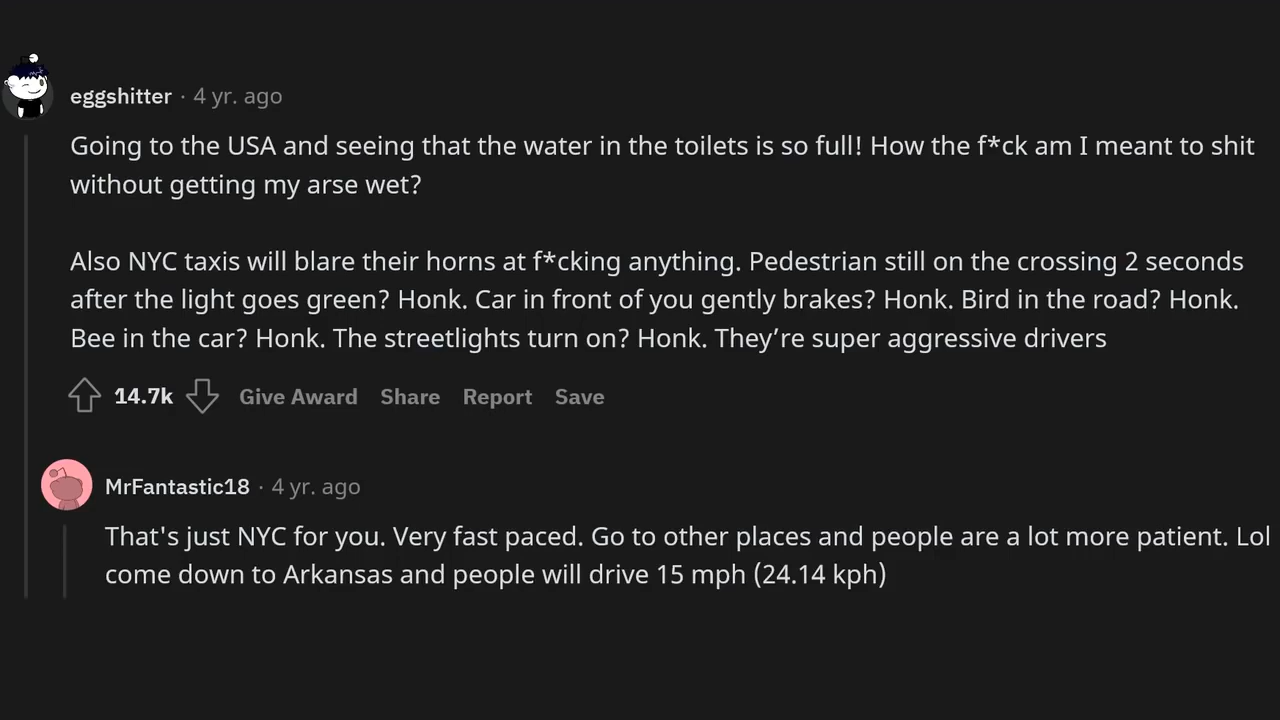 eggshitter · 4 yr. ago
Going to the USA and seeing that the water in the toilets is so full! How the f*ck am I meant to shit
without getting my arse wet?
Also NYC taxis will blare their horns at f*cking anything. Pedestrian still on the crossing 2 seconds
after the light goes green? Honk. Car in front of you gently brakes? Honk. Bird in the road? Honk.
Bee in the car? Honk. The streetlights turn on? Honk. They’re super aggressive drivers
14.7k Give Award Share Report Save
MrFantastic18 · 4 yr. ago
That's just NYC for you. Very fast paced. Go to other places and people are a lot more patient. Lol
come down to Arkansas and people will drive 15 mph (24.14 kph)